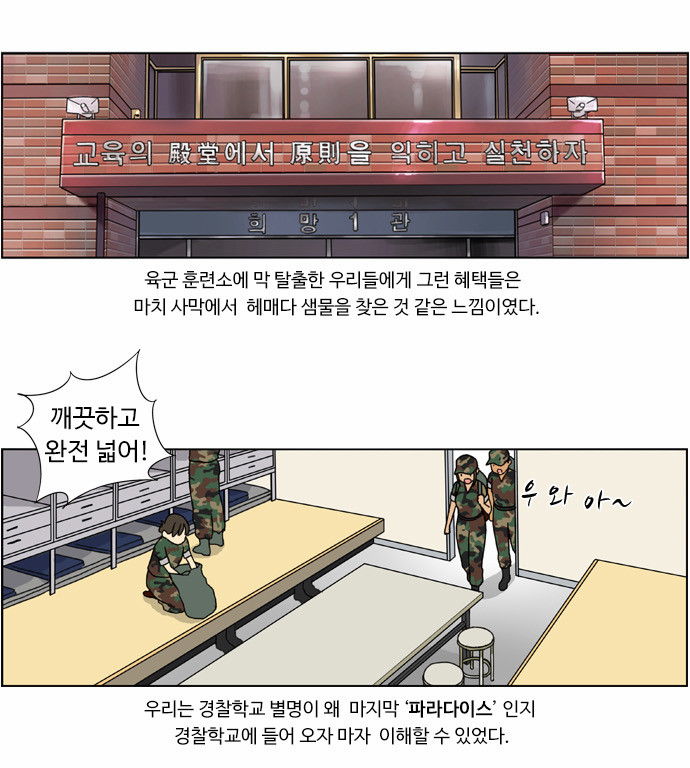 교육의 殿堂에서 原則을 익히고 실천하자
희 망 1 관
육군 훈련소에 막 탈출한 우리들에게 그런 혜택들은
마치 사막에서 헤매다 샘물을 찾은 것 같은 느낌이였다.
깨끗하고
완전 넓어!
우 와 아~
우리는 경찰학교 별명이 왜 마지막 ‘파라다이스’ 인지
경찰학교에 들어 오자 마자 이해할 수 있었다.